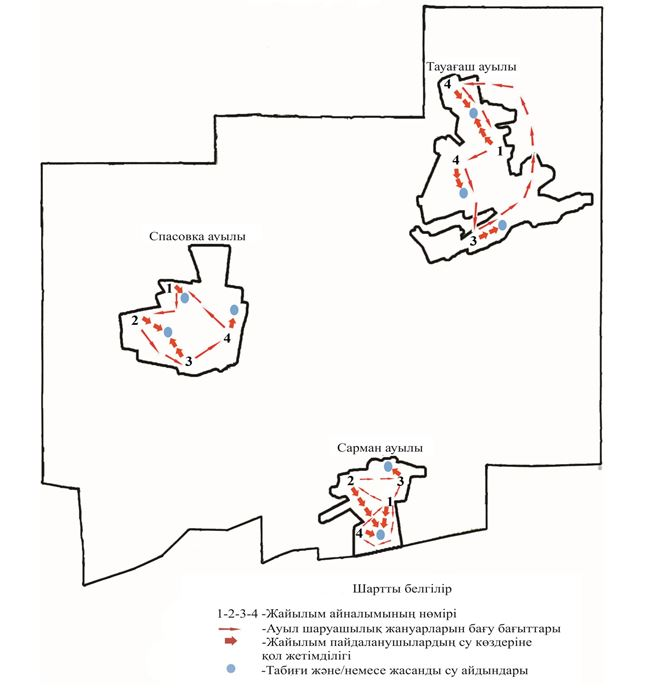 Тауағаш ауылы
4
1
4
3
Спасовка ауылы
1
2
4
3
Сарман ауылы
2
3
1
4
Шартты белгілір
1-2-3-4 -Жайылым айналымының нөмірі
-Ауыл шаруашылық жануарларын бағу бағыттары
-Жайылым пайдаланушылардың су көздеріне
қол жетімділігі
-Табиғи және/немесе жасанды су айдындары